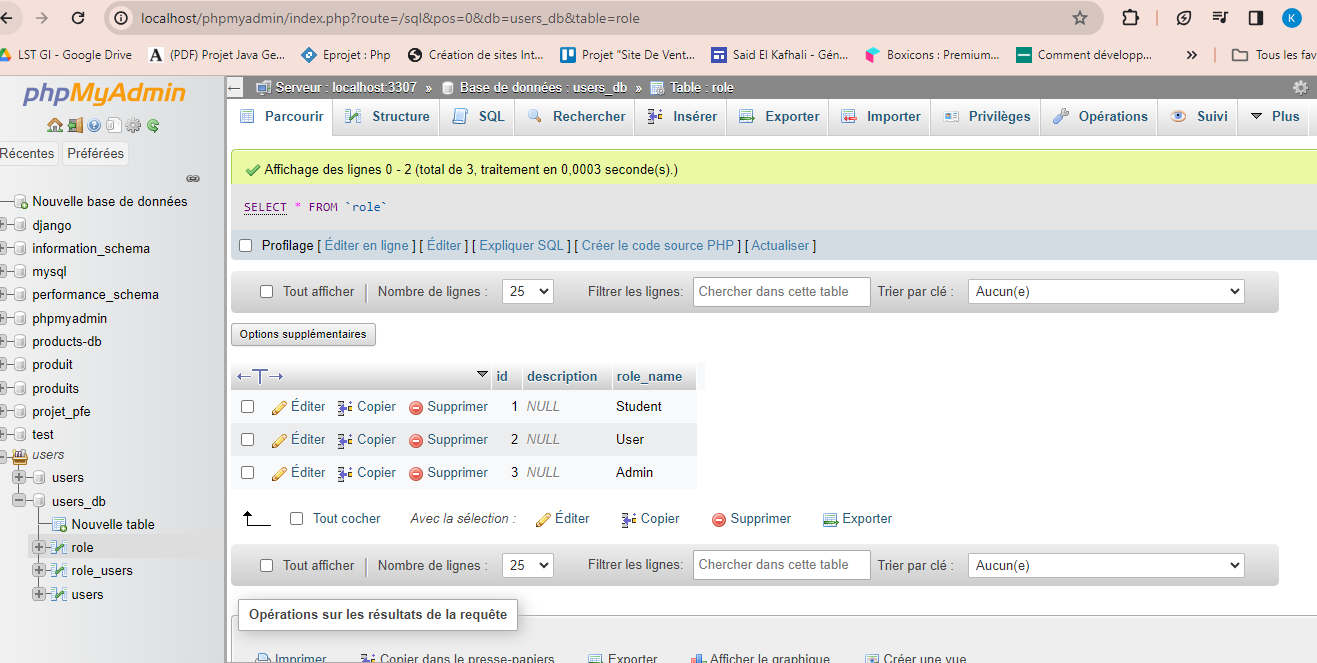 localhost/phpmyadmin/index.php?route=/sql&pos=0&db=users_db&table=role
K
LST GI - Google Drive
A (PDF) Projet Java Ge...
Eprojet : Php
Création de sites Int...
Projet "Site De Vent...
Said El Kafhali - Gén...
Boxicons : Premium...
Comment développ...
»
Tous les fav
phpMyAdmin
Récentes Préférées
Nouvelle base de données
django
information_schema
mysql
performance_schema
phpmyadmin
products-db
produit
produits
projet_pfe
test
users
users
users_db
Nouvelle table
role
role_users
users
Serveur : localhost:3307 » Base de données : users_db » Table : role
Parcourir Structure SQL Rechercher Insérer Exporter Importer Privilèges Opérations Suivi Plus
Affichage des lignes 0 - 2 (total de 3, traitement en 0,0003 seconde(s).)
SELECT * FROM `role`
Profilage [ Éditer en ligne ] [ Éditer ] [ Expliquer SQL ] [ Créer le code source PHP ] [ Actualiser ]
Tout afficher | Nombre de lignes : 25 Filtrer les lignes: Chercher dans cette table Trier par clé : Aucun(e)
Options supplémentaires
←T→ id description role_name
Éditer Copier Supprimer 1 NULL Student
Éditer Copier Supprimer 2 NULL User
Éditer Copier Supprimer 3 NULL Admin
Tout cocher Avec la sélection : Éditer Copier Supprimer Exporter
Tout afficher | Nombre de lignes : 25 Filtrer les lignes: Chercher dans cette table Trier par clé : Aucun(e)
Opérations sur les résultats de la requête
Imprimer Copier dans le presse-papiers Exporter Afficher le graphique Créer une vue